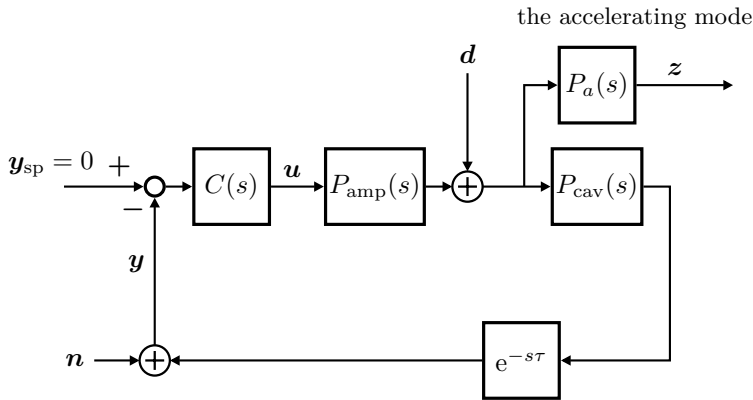 the accelerating mode
d
P_a(s)
z
y_sp = 0
+
−
C(s)
u
P_amp(s)
+
P_cav(s)
y
n
+
e^{−sτ}